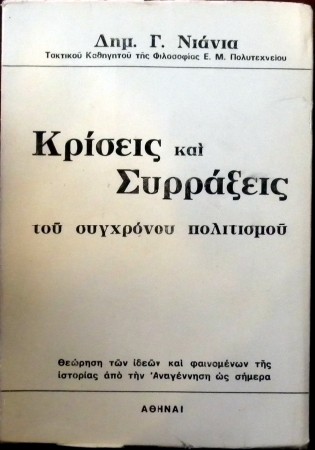 Δημ. Γ. Νιάνια
Τακτικού Καθηγητού τῆς Φιλοσοφίας Ε. Μ. Πολυτεχνείου
Κρίσεις καὶ
Συρράξεις
τοῦ συγχρόνου πολιτισμοῦ
Θεώρηση τῶν ἰδεῶν καὶ φαινομένων τῆς
ἱστορίας ἀπὸ τὴν Ἀναγέννηση ὡς σήμερα
ΑΘΗΝΑΙ